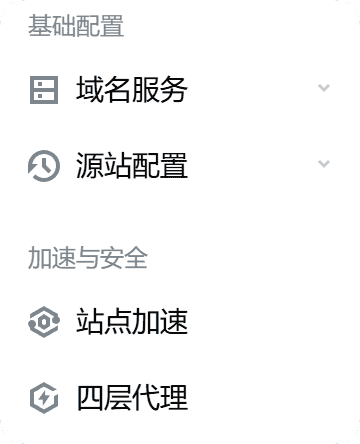 基础配置
域名服务
源站配置
加速与安全
站点加速
四层代理